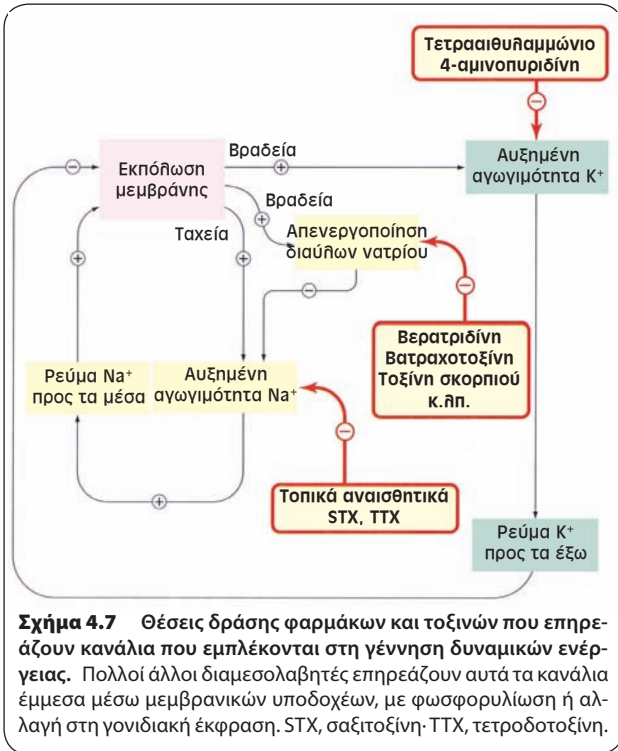 Τετρααιθυλαμμώνιο
4-αμινοπυριδίνη
Βραδεία
Εκπόλωση
μεμβράνης
Αυξημένη
αγωγιμότητα K⁺
Βραδεία
Ταχεία
Απενεργοποίηση
διαύλων νατρίου
Βερατριδίνη
Βατραχοτοξίνη
Τοξίνη σκορπιού
κ.λπ.
Ρεύμα Na⁺
προς τα μέσα
Αυξημένη
αγωγιμότητα Na⁺
Τοπικά αναισθητικά
STX, TTX
Ρεύμα K⁺
προς τα έξω
Σχήμα 4.7 Θέσεις δράσης φαρμάκων και τοξινών που επηρε-
άζουν κανάλια που εμπλέκονται στη γέννηση δυναμικών ενέρ-
γειας. Πολλοί άλλοι διαμεσολαβητές επηρεάζουν αυτά τα κανάλια
έμμεσα μέσω μεμβρανικών υποδοχέων, με φωσφορυλίωση ή αλ-
λαγή στη γονιδιακή έκφραση. STX, σαξιτοξίνη· TTX, τετροδοτοξίνη.